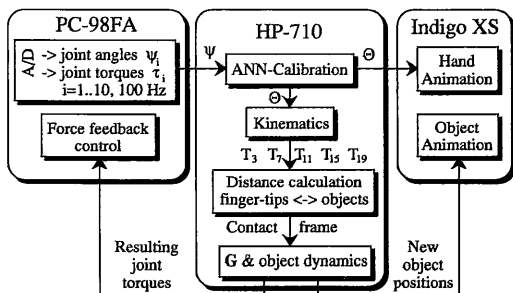 PC-98FA
A/D
-> joint angles ψi
-> joint torques τi
i=1..10, 100 Hz
Force feedback
control
Ψ
HP-710
ANN-Calibration
Θ
Kinematics
T3 T7 T11 T15 T19
Distance calculation
finger-tips <-> objects
Contact frame
G & object dynamics
Θ
Indigo XS
Hand
Animation
Object
Animation
Resulting
joint
torques
New
object
positions